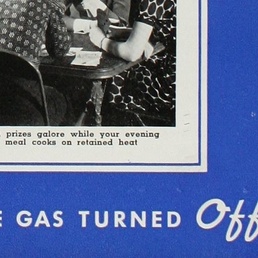 prizes galore while your evening
meal cooks on retained heat
GAS TURNED Off